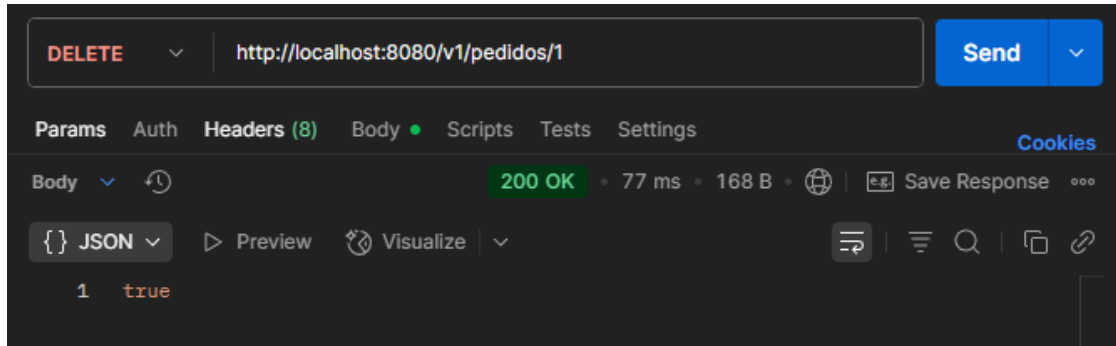 DELETE http://localhost:8080/v1/pedidos/1 Send
Params Auth Headers (8) Body Scripts Tests Settings Cookies
Body 200 OK • 77 ms • 168 B • e.g. Save Response
{} JSON Preview Visualize
1 true